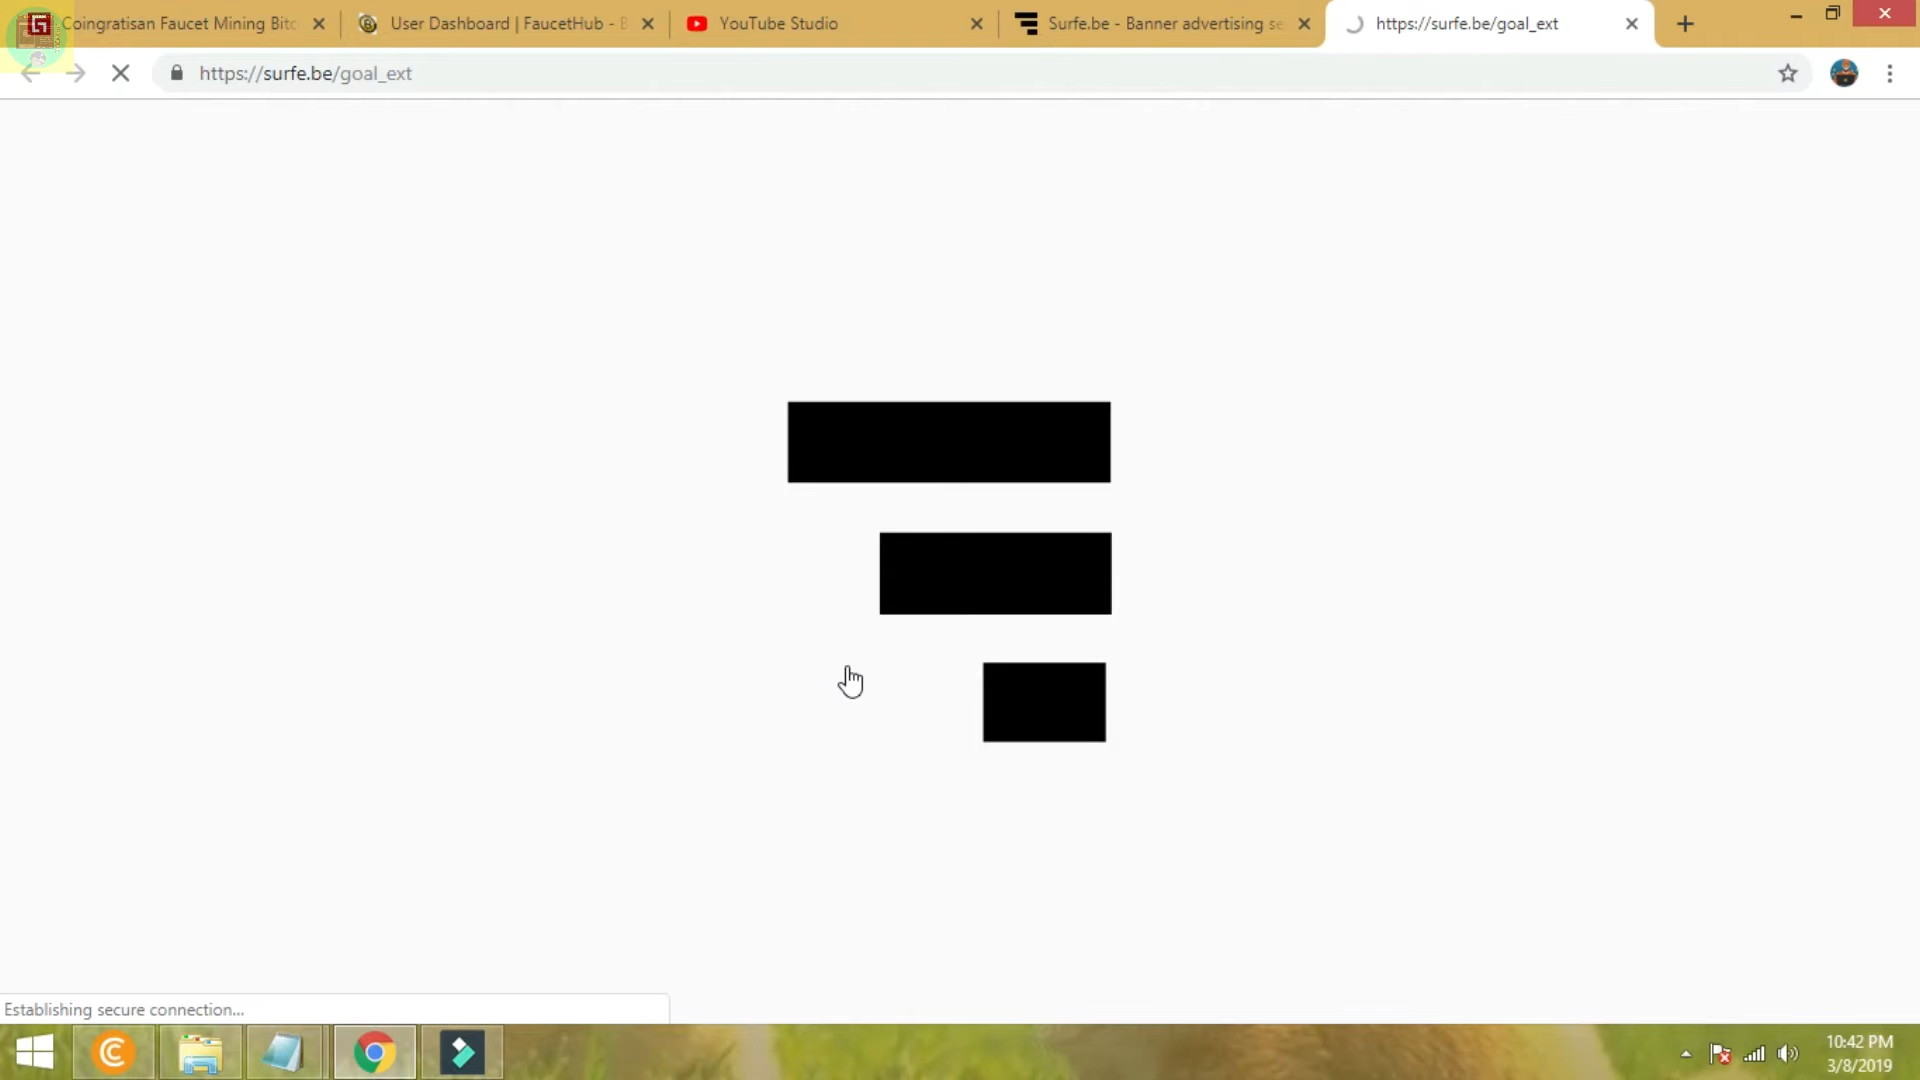 Coingratisan Faucet Mining Bitc
User Dashboard | FaucetHub - B
YouTube Studio
Surfe.be - Banner advertising se
https://surfe.be/goal_ext
https://surfe.be/goal_ext
Establishing secure connection...
10:42 PM
3/8/2019